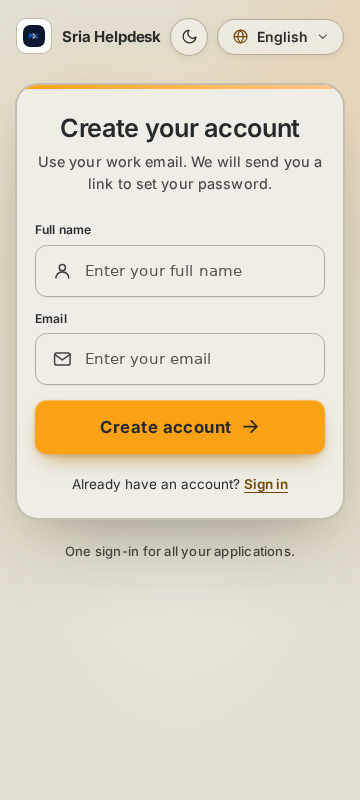 Sria Helpdesk
English
Create your account
Use your work email. We will send you a
link to set your password.
Full name
Enter your full name
Email
Enter your email
Create account
Already have an account? Sign in
One sign-in for all your applications.